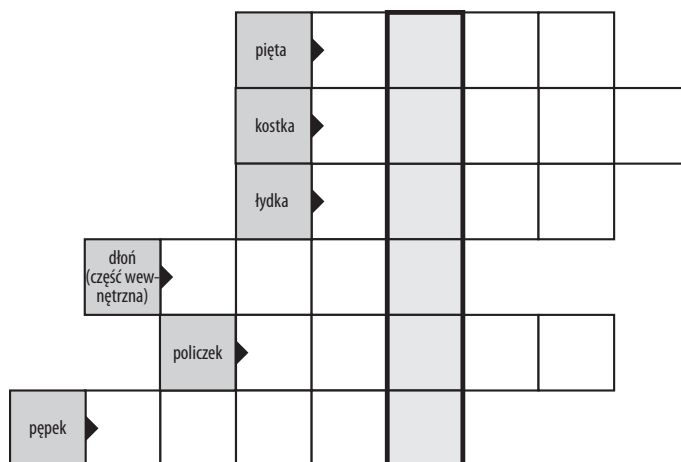 pięta
kostka
łydka
dłoń
(część wew-
nętrzna)
policzek
pępek